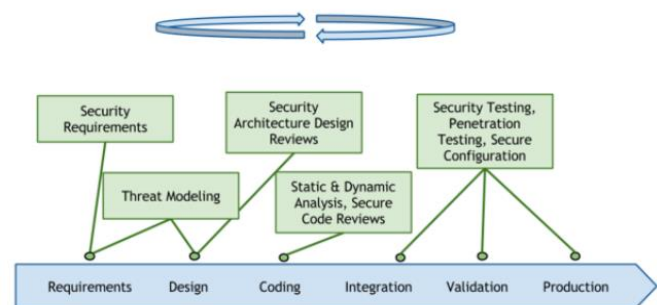 Security
Requirements
Security
Architecture Design
Reviews
Security Testing,
Penetration
Testing, Secure
Configuration
Threat Modeling
Static & Dynamic
Analysis, Secure
Code Reviews
Requirements
Design
Coding
Integration
Validation
Production